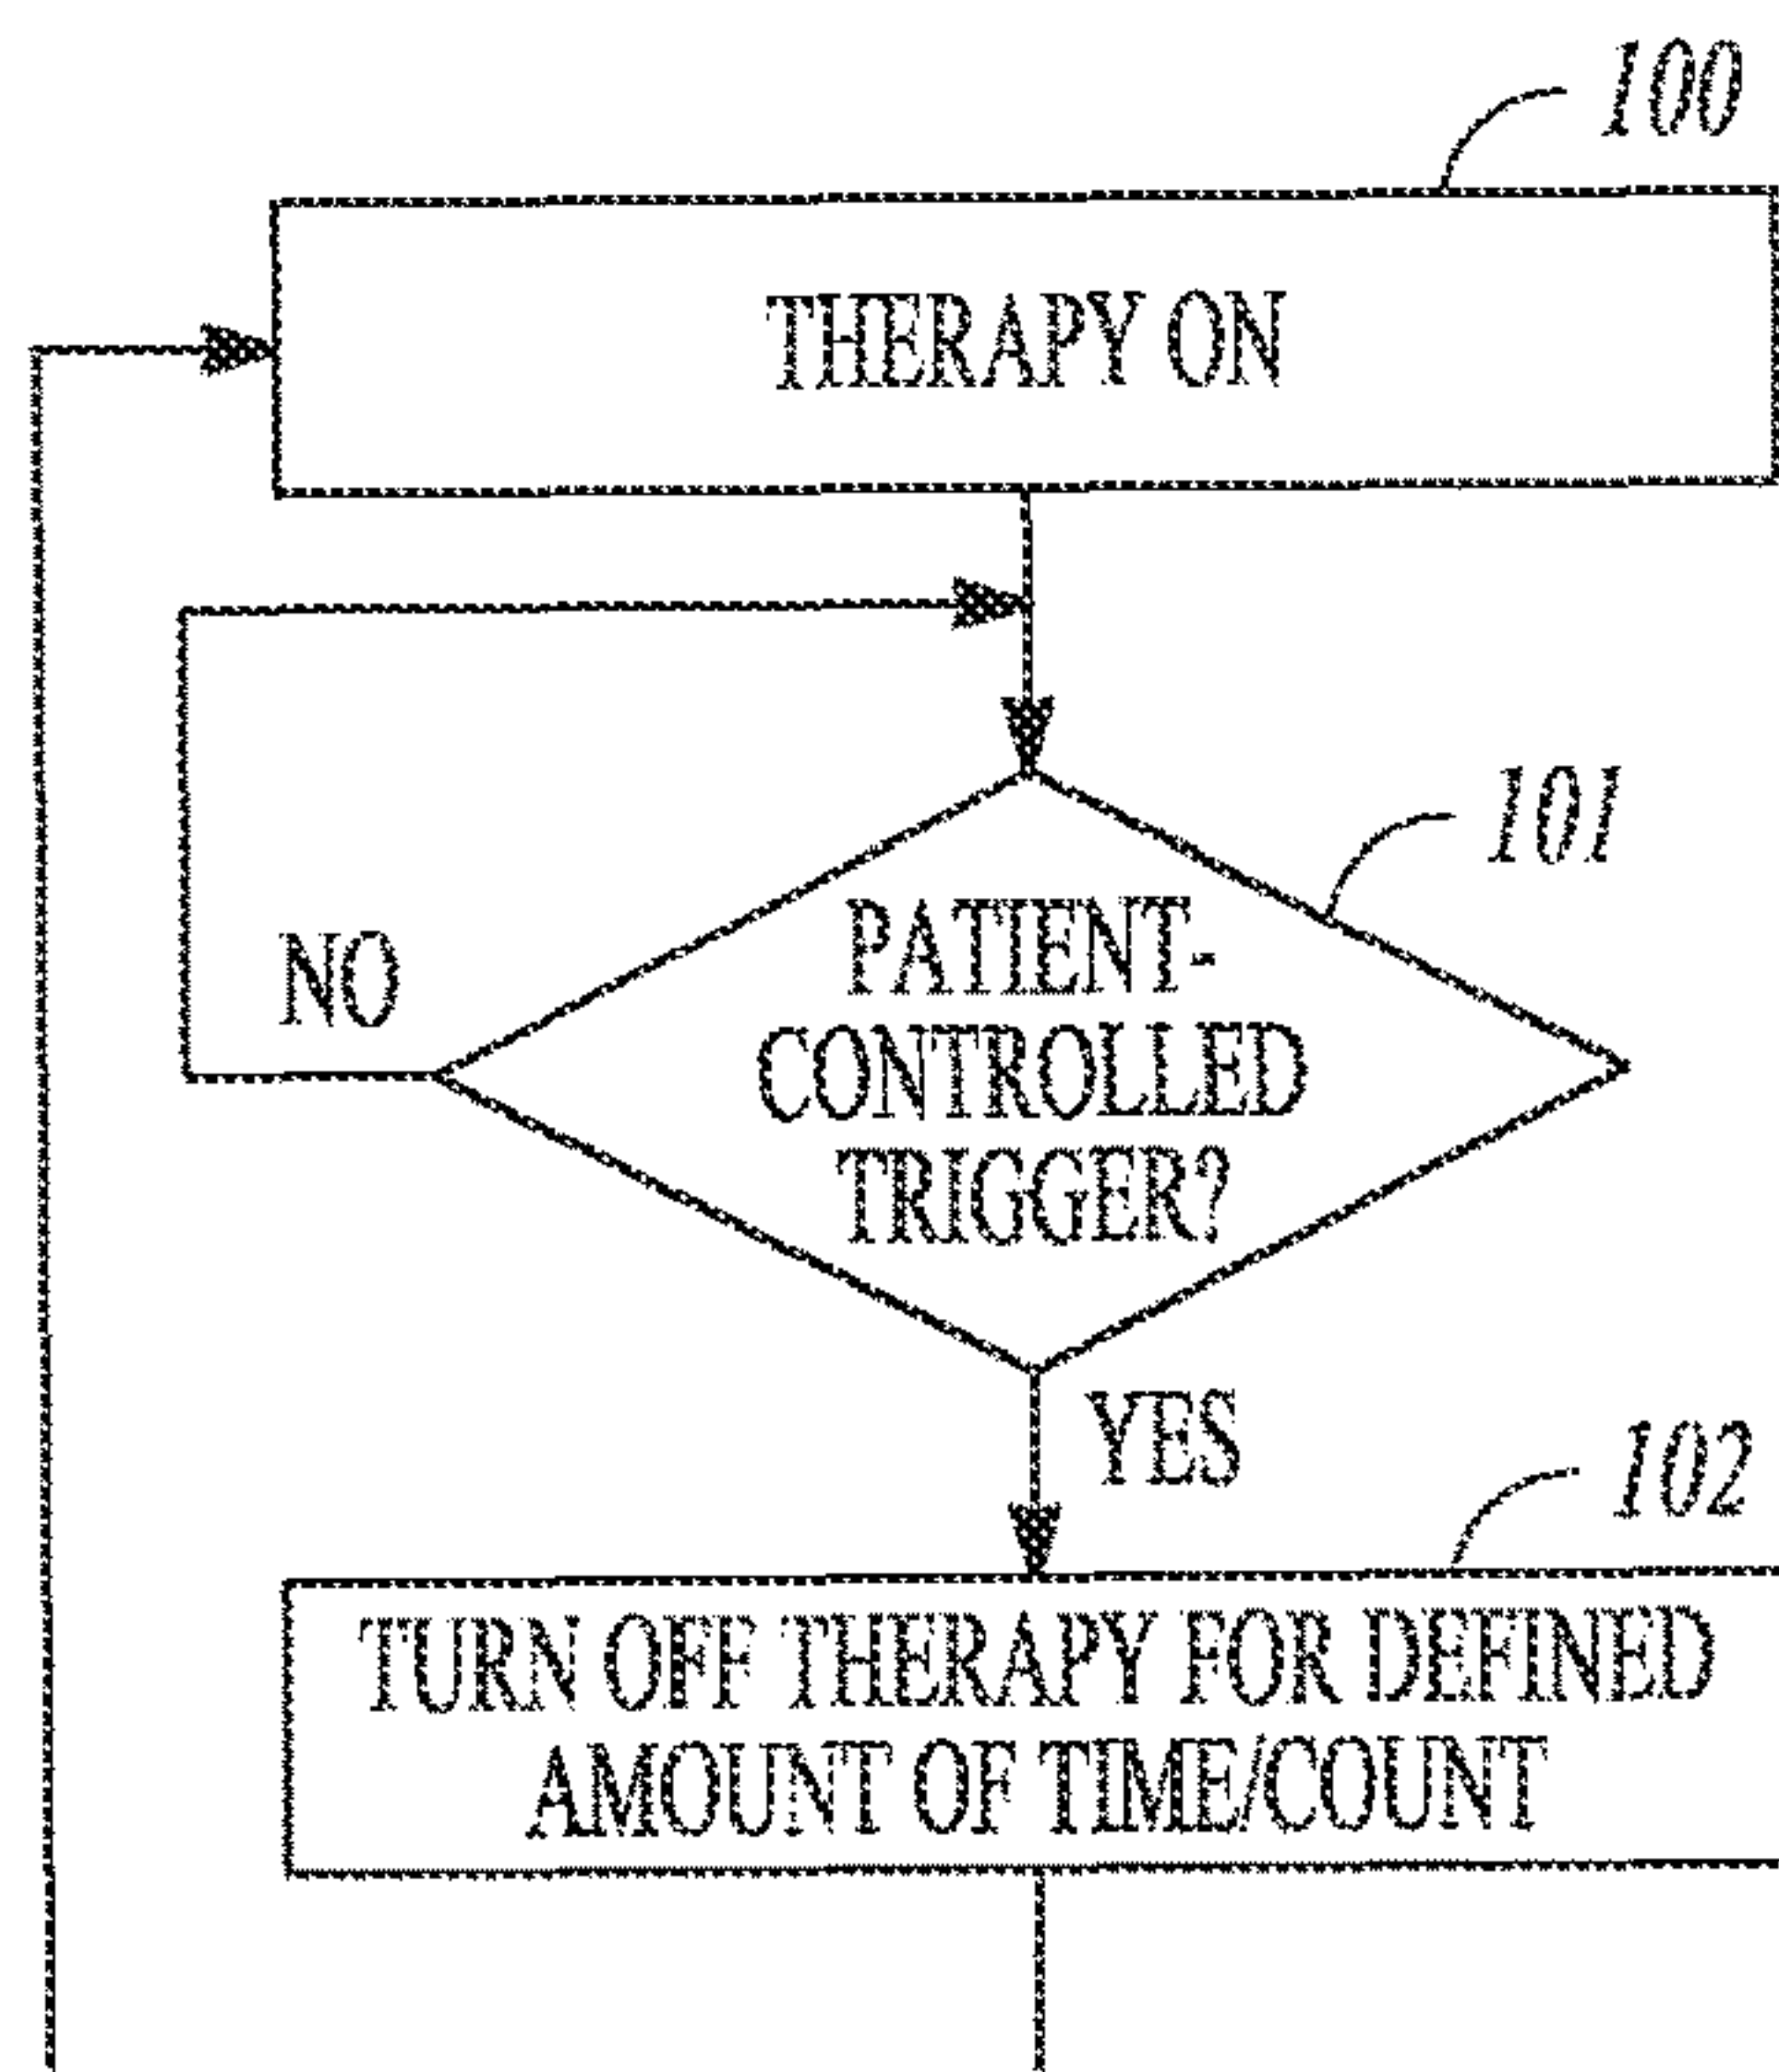 100
THERAPY ON
101
PATIENT-
CONTROLLED
TRIGGER?
NO
YES
102
TURN OFF THERAPY FOR DEFINED
AMOUNT OF TIME/COUNT